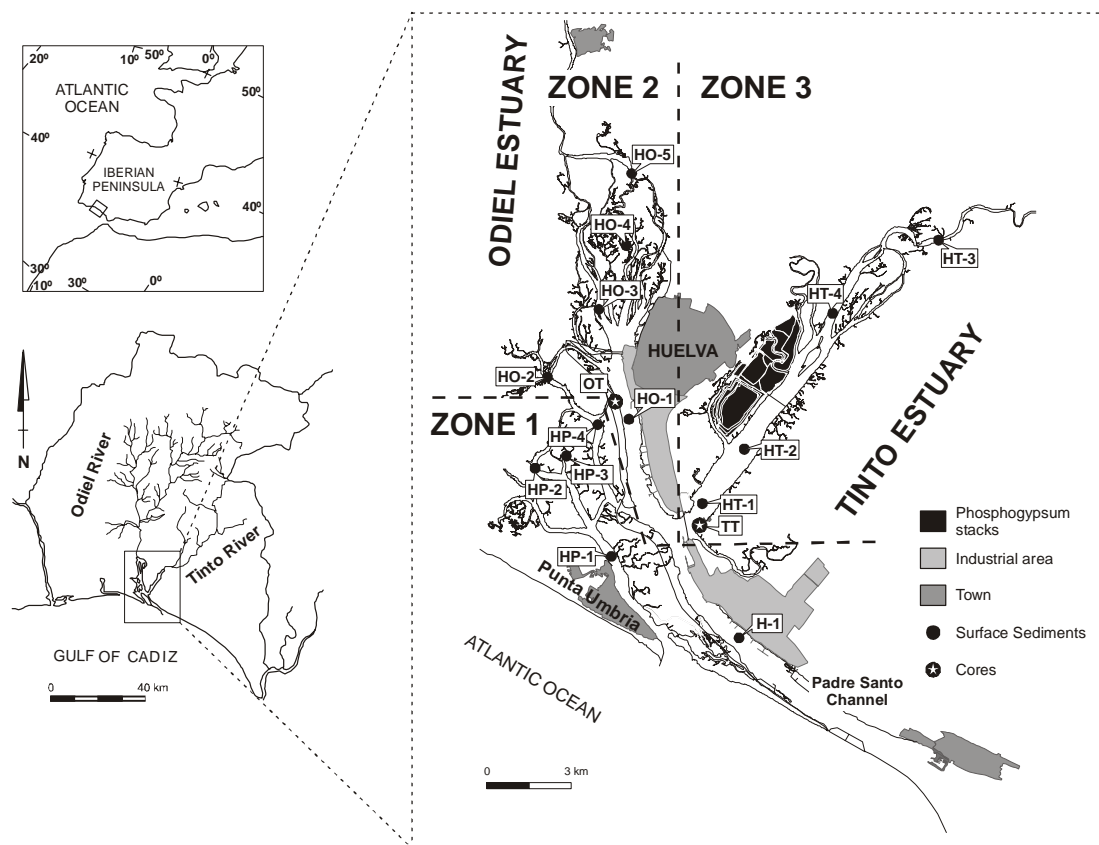 20º
10º
50º
0º
ATLANTIC
OCEAN
50º
40º
IBERIAN
PENINSULA
40º
30º
10º
30º
0º
N
Odiel River
Tinto River
GULF OF CADIZ
0
40 km
ODIEL ESTUARY
ZONE 2
ZONE 3
HO-5
HO-4
HT-3
HO-3
HT-4
HUELVA
HO-2
OT
HO-1
ZONE 1
HP-4
HP-3
HP-2
HT-2
TINTO ESTUARY
HT-1
TT
HP-1
Punta Umbria
H-1
ATLANTIC OCEAN
Padre Santo
Channel
0
3 km
Phosphogypsum
stacks
Industrial area
Town
Surface Sediments
Cores